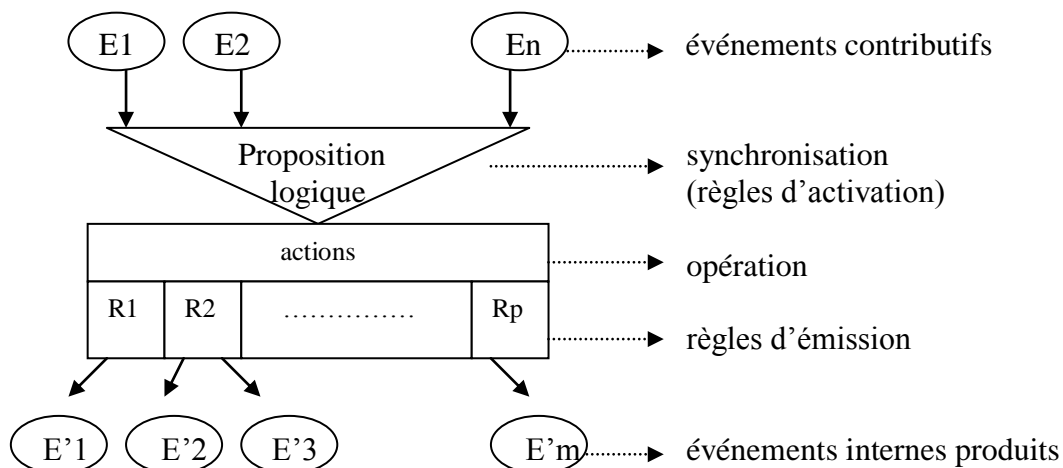 E1 E2 En événements contributifs
Proposition
logique
synchronisation
(règles d’activation)
actions
opération
R1 R2 …………… Rp
règles d’émission
E’1 E’2 E’3 E’m événements internes produits